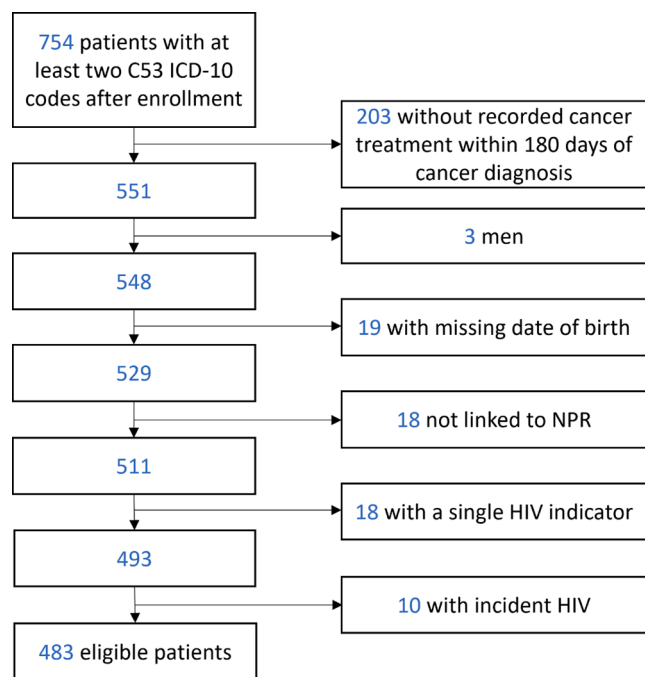 754 patients with at
least two C53 ICD-10
codes after enrollment
203 without recorded cancer
treatment within 180 days of
cancer diagnosis
551
3 men
548
19 with missing date of birth
529
18 not linked to NPR
511
18 with a single HIV indicator
493
10 with incident HIV
483 eligible patients